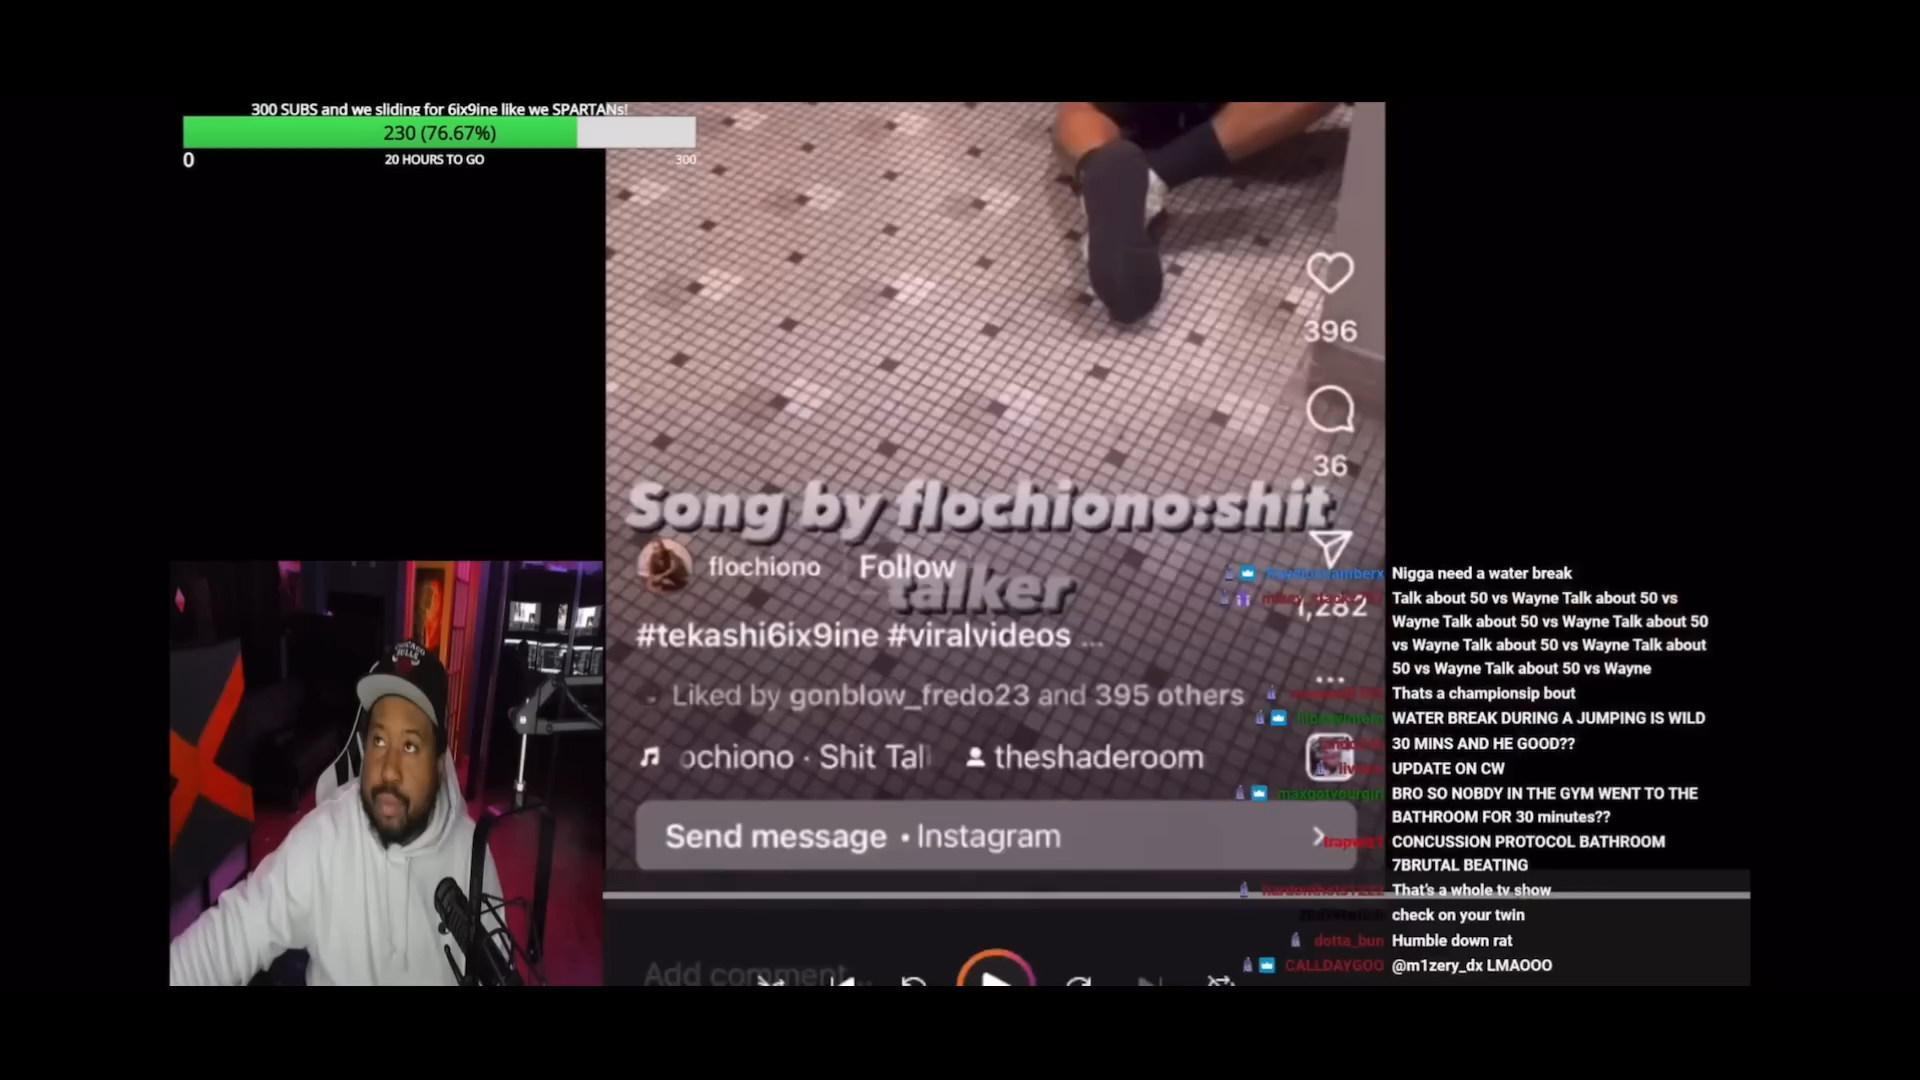 300 SUBS and we sliding for 6ix9ine like we SPARTANs!
230 (76.67%)
0
20 HOURS TO GO
300
396
36
Song by flochiono:shit
talker
flochiono Follow
1,282
#tekashi6ix9ine #viralvideos ...
Liked by gonblow_fredo23 and 395 others
ochiono · Shit Tal
theshaderoom
Send message • Instagram
Add comment...
CHICAGO
BULLS
Nigga need a water break
Talk about 50 vs Wayne Talk about 50 vs
Wayne Talk about 50 vs Wayne Talk about 50
vs Wayne Talk about 50 vs Wayne Talk about
50 vs Wayne Talk about 50 vs Wayne
Thats a championsip bout
WATER BREAK DURING A JUMPING IS WILD
30 MINS AND HE GOOD??
UPDATE ON CW
maxgotyourgirl BRO SO NOBDY IN THE GYM WENT TO THE
BATHROOM FOR 30 minutes??
CONCUSSION PROTOCOL BATHROOM
7BRUTAL BEATING
That's a whole tv show
check on your twin
dotta_bun Humble down rat
CALLDAYGOO @m1zery_dx LMAOOO